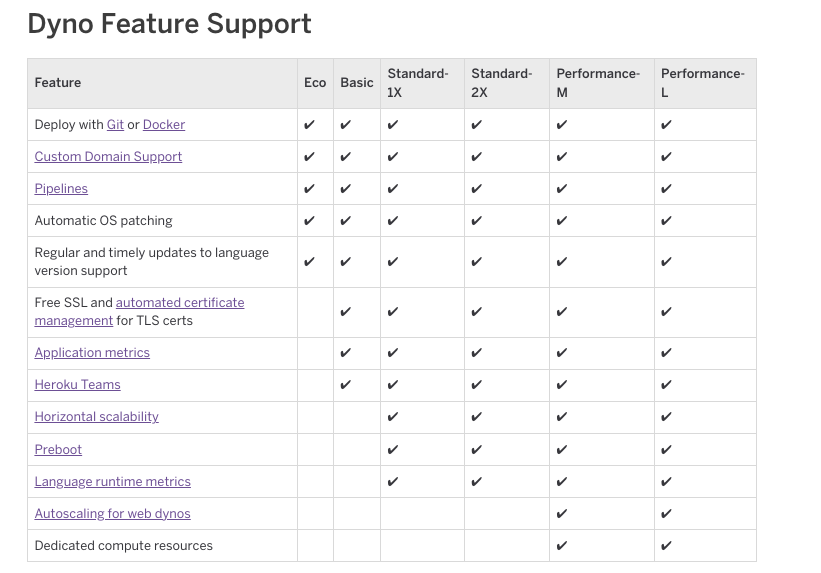 Dyno Feature Support
Feature Eco Basic Standard-1X Standard-2X Performance-M Performance-L
Deploy with Git or Docker ✔ ✔ ✔ ✔ ✔ ✔
Custom Domain Support ✔ ✔ ✔ ✔ ✔ ✔
Pipelines ✔ ✔ ✔ ✔ ✔ ✔
Automatic OS patching ✔ ✔ ✔ ✔ ✔ ✔
Regular and timely updates to language
version support ✔ ✔ ✔ ✔ ✔ ✔
Free SSL and automated certificate
management for TLS certs ✔ ✔ ✔ ✔ ✔
Application metrics ✔ ✔ ✔ ✔ ✔
Heroku Teams ✔ ✔ ✔ ✔ ✔
Horizontal scalability ✔ ✔ ✔ ✔
Preboot ✔ ✔ ✔ ✔
Language runtime metrics ✔ ✔ ✔ ✔
Autoscaling for web dynos ✔ ✔
Dedicated compute resources ✔ ✔